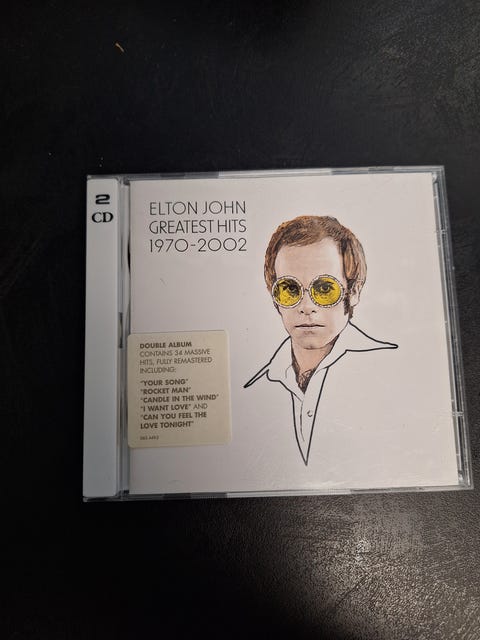 2
CD
ELTON JOHN
GREATEST HITS
1970-2002
DOUBLE ALBUM
CONTAINS 34 MASSIVE
HITS, FULLY REMASTERED
INCLUDING:
"YOUR SONG"
"ROCKET MAN"
"CANDLE IN THE WIND"
"I WANT LOVE" AND
"CAN YOU FEEL THE
LOVE TONIGHT"